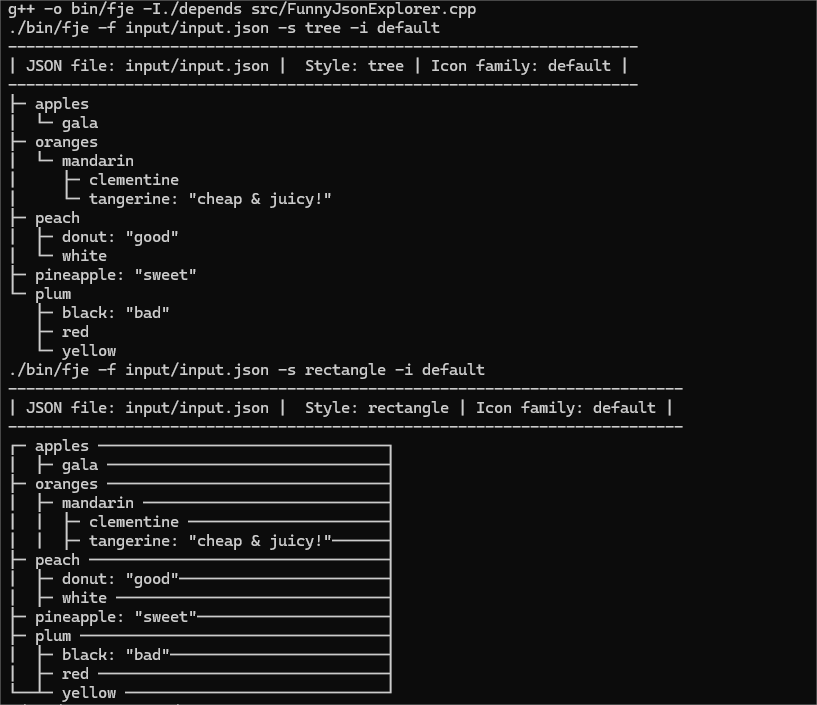 g++ -o bin/fje -I./depends src/FunnyJsonExplorer.cpp
./bin/fje -f input/input.json -s tree -i default
----------------------------------------------------------------------
| JSON file: input/input.json |  Style: tree | Icon family: default |
----------------------------------------------------------------------
├─ apples
│  └─ gala
├─ oranges
│  └─ mandarin
│     ├─ clementine
│     └─ tangerine: "cheap & juicy!"
├─ peach
│  ├─ donut: "good"
│  └─ white
├─ pineapple: "sweet"
└─ plum
   ├─ black: "bad"
   ├─ red
   └─ yellow
./bin/fje -f input/input.json -s rectangle -i default
---------------------------------------------------------------------------
| JSON file: input/input.json |  Style: rectangle | Icon family: default |
---------------------------------------------------------------------------
┌─ apples ────────────────────────────────┐
│  ├─ gala ───────────────────────────────┤
├─ oranges ───────────────────────────────┤
│  ├─ mandarin ───────────────────────────┤
│  │  ├─ clementine ──────────────────────┤
│  │  ├─ tangerine: "cheap & juicy!"──────┤
├─ peach ─────────────────────────────────┤
│  ├─ donut: "good"───────────────────────┤
│  ├─ white ──────────────────────────────┤
├─ pineapple: "sweet"─────────────────────┤
├─ plum ──────────────────────────────────┤
│  ├─ black: "bad"────────────────────────┤
│  ├─ red ────────────────────────────────┤
└──┴─ yellow ─────────────────────────────┘